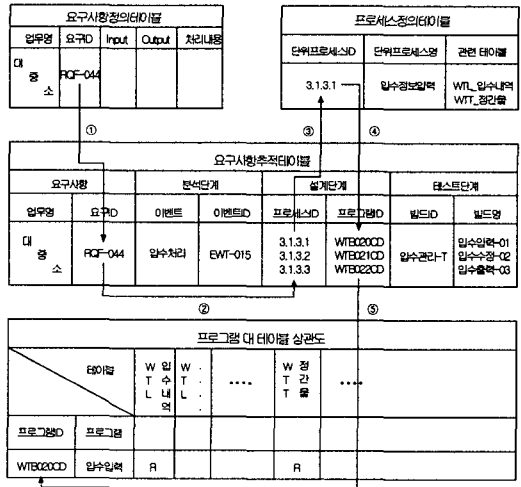 요구사항정의테이블
업무명 요구ID Input Output 처리내용
대
중
소
RQF-044
프로세스정의테이블
단위프로세스ID 단위프로세스명 관련 테이블
3.1.3.1 입수정보입력 WTL_입수내역
WTT_정간물
① ③ ④
요구사항추적테이블
요구사항 분석단계 설계단계 테스트단계
업무명 요구ID 이벤트 이벤트ID 프로세스ID 프로그램ID 빌드ID 빌드명
대
중
소
RQF-044 입수처리 EWT-015
3.1.3.1 WTB020CD 입수입력-01
3.1.3.2 WTB021CD 입수관리-T 입수수정-02
3.1.3.3 WTB022CD 입수출력-03
② ⑤
프로그램 대 테이블 상관도
테이블
W 입 W . W 정
T 수 T . .... T 간 ....
L 내 L . T 물
역
프로그램ID 프로그램
WTB020CD 입수입력 R R